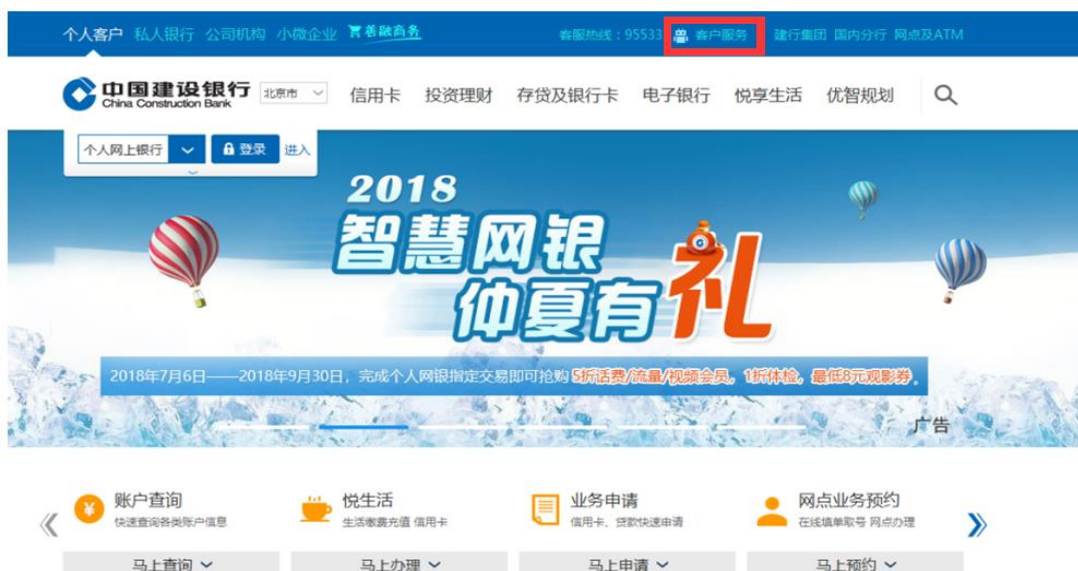 个人客户 私人银行 公司机构 小微企业 善融商务 客服热线：95533 客户服务 建行集团 国内分行 网点及ATM
中国建设银行 北京市 信用卡 投资理财 存贷及银行卡 电子银行 悦享生活 优智规划
China Construction Bank
个人网上银行 登录 进入
2018
智慧网银
仲夏有礼
2018年7月6日——2018年9月30日，完成个人网银指定交易即可抢购 5折话费/流量/视频会员，1折体检，最低8元观影券。
广告
账户查询 悦生活 业务申请 网点业务预约
快速查询各类账户信息 生活缴费充值 信用卡 信用卡、贷款快速申请 在线填单取号 网点办理
马上查询 马上办理 马上申请 马上预约